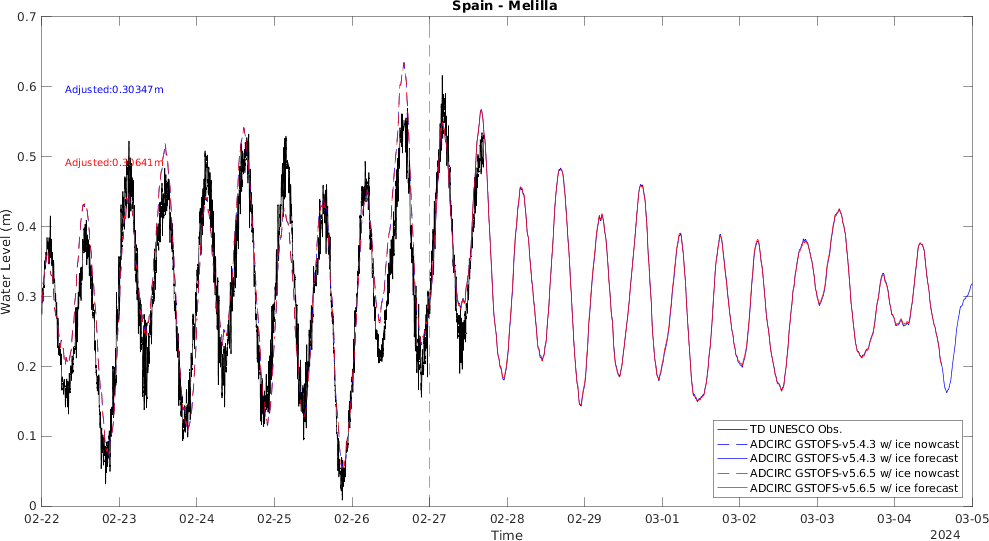 Spain - Melilla
0.7
0.6
0.5
0.4
0.3
0.2
0.1
0
Water Level (m)
Adjusted:0.30347m
Adjusted:0.30641m
TD UNESCO Obs.
ADCIRC GSTOFS-v5.4.3 w/ ice nowcast
ADCIRC GSTOFS-v5.4.3 w/ ice forecast
ADCIRC GSTOFS-v5.6.5 w/ ice nowcast
ADCIRC GSTOFS-v5.6.5 w/ ice forecast
02-22 02-23 02-24 02-25 02-26 02-27 02-28 02-29 03-01 03-02 03-03 03-04 03-05
Time
2024